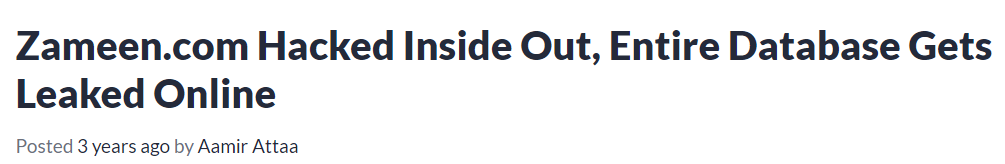 Zameen.com Hacked Inside Out, Entire Database Gets
Leaked Online
Posted 3 years ago by Aamir Attaa